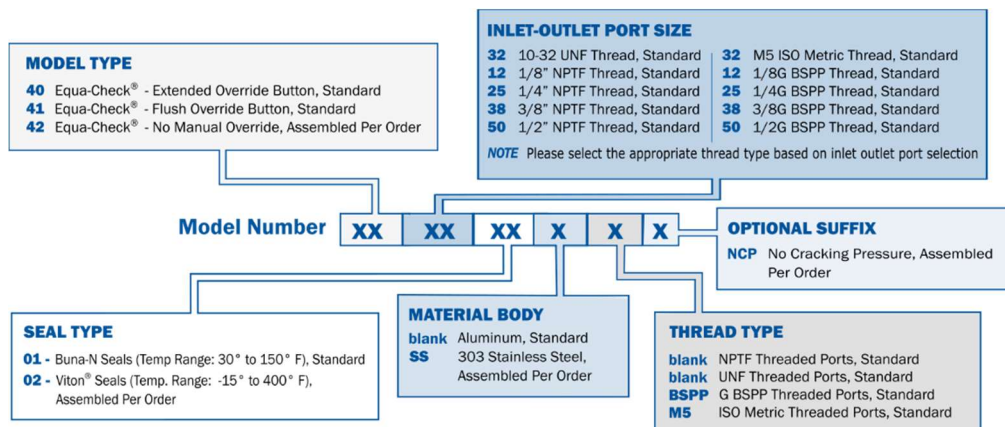 MODEL TYPE
40 Equa-Check® - Extended Override Button, Standard
41 Equa-Check® - Flush Override Button, Standard
42 Equa-Check® - No Manual Override, Assembled Per Order
INLET-OUTLET PORT SIZE
32 10-32 UNF Thread, Standard
12 1/8" NPTF Thread, Standard
25 1/4" NPTF Thread, Standard
38 3/8" NPTF Thread, Standard
50 1/2" NPTF Thread, Standard
32 M5 ISO Metric Thread, Standard
12 1/8G BSPP Thread, Standard
25 1/4G BSPP Thread, Standard
38 3/8G BSPP Thread, Standard
50 1/2G BSPP Thread, Standard
NOTE Please select the appropriate thread type based on inlet outlet port selection
Model Number XX XX XX X X X
OPTIONAL SUFFIX
NCP No Cracking Pressure, Assembled
Per Order
SEAL TYPE
01 - Buna-N Seals (Temp Range: 30° to 150° F), Standard
02 - Viton® Seals (Temp. Range: -15° to 400° F),
Assembled Per Order
MATERIAL BODY
blank Aluminum, Standard
SS 303 Stainless Steel,
Assembled Per Order
THREAD TYPE
blank NPTF Threaded Ports, Standard
blank UNF Threaded Ports, Standard
BSPP G BSPP Threaded Ports, Standard
M5 ISO Metric Threaded Ports, Standard